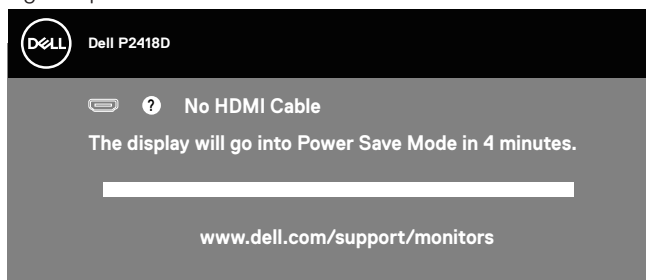 DELL
Dell P2418D
? No HDMI Cable
The display will go into Power Save Mode in 4 minutes.
www.dell.com/support/monitors